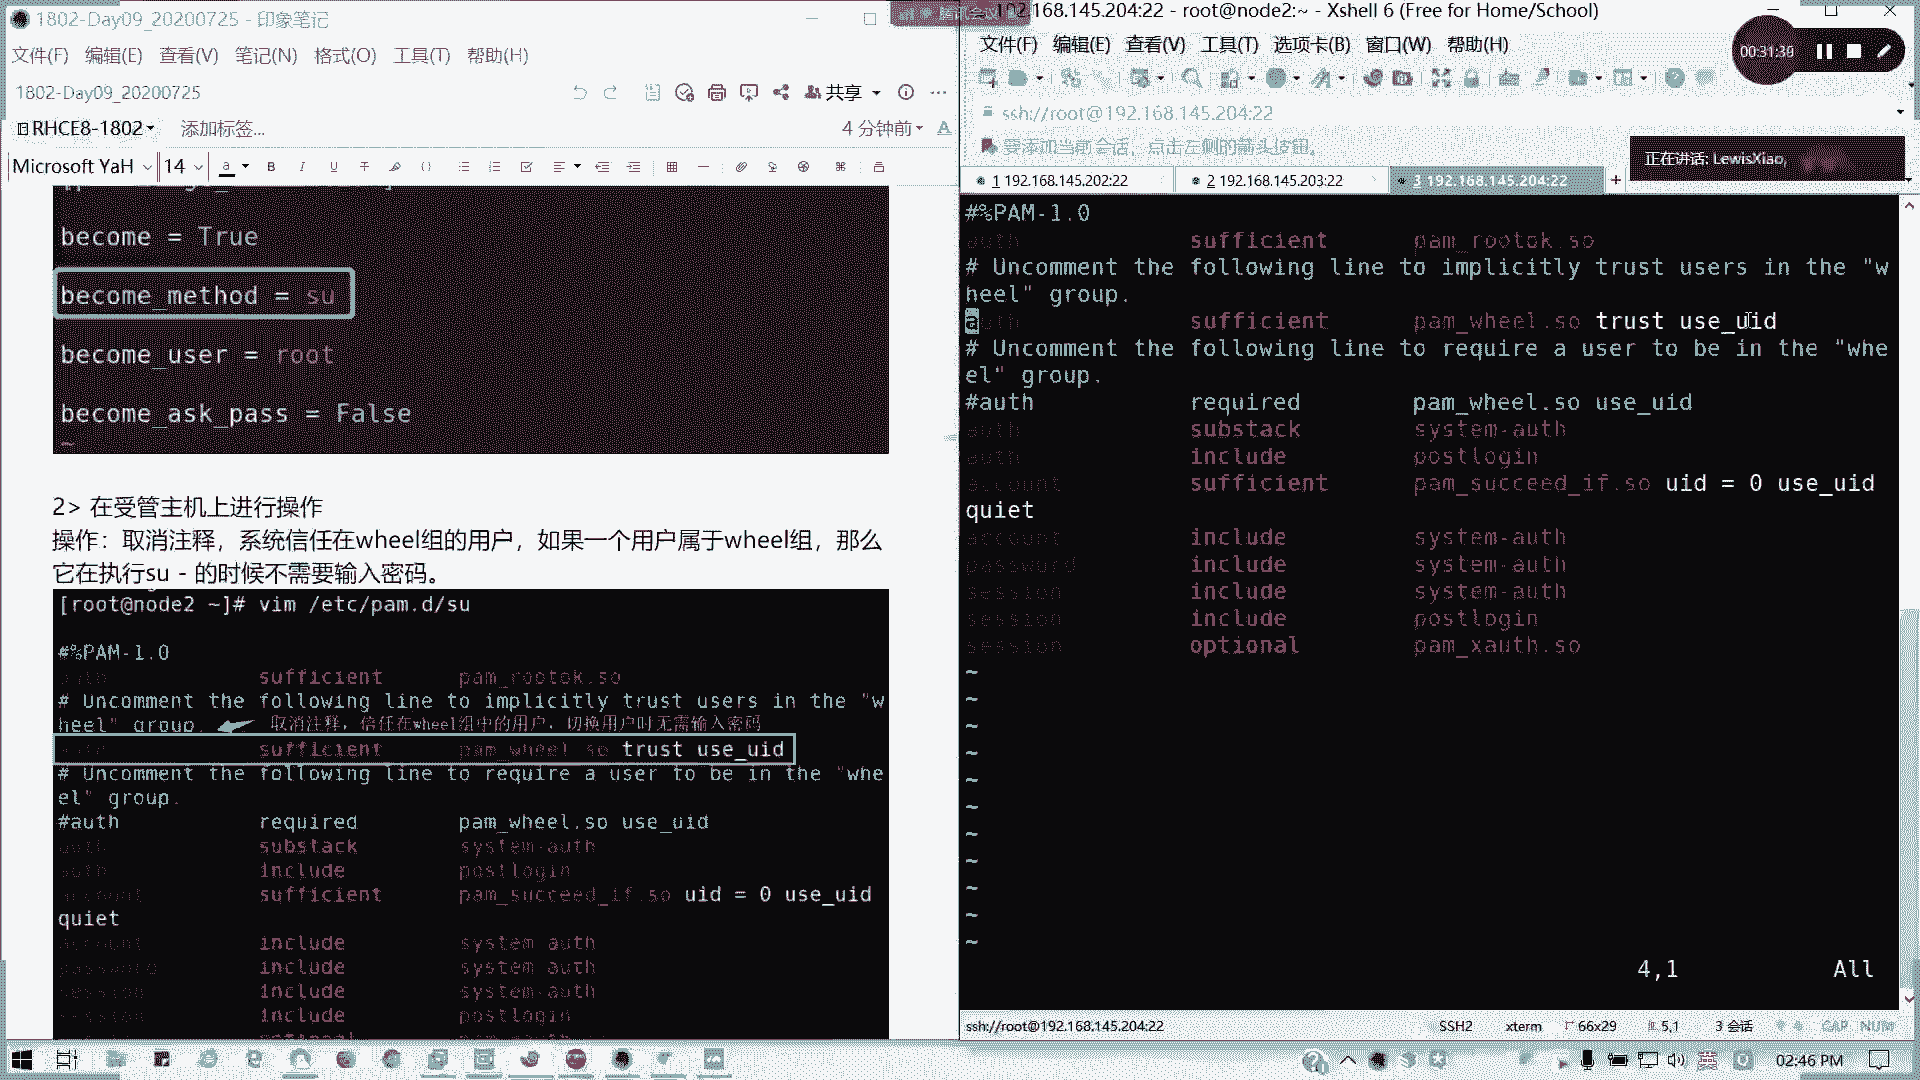 1802-Day09_20200725 - 印象笔记
文件(F) 编辑(E) 查看(V) 笔记(N) 格式(O) 工具(T) 帮助(H)
1802-Day09_20200725
共享
RHCE8-1802
添加标签...
4 分钟前
Microsoft YaH 14
become = True
become_method = su
become_user = root
become_ask_pass = False
~
2> 在受管主机上进行操作
操作：取消注释，系统信任在wheel组的用户，如果一个用户属于wheel组，那么
它在执行su - 的时候不需要输入密码。
[root@node2 ~]# vim /etc/pam.d/su
#%PAM-1.0
auth sufficient pam_rootok.so
# Uncomment the following line to implicitly trust users in the "w
heel" group. 取消注释，信任在wheel组中的用户，切换用户时无需输入密码
auth sufficient pam_wheel.so trust use_uid
# Uncomment the following line to require a user to be in the "whe
el" group.
#auth required pam_wheel.so use_uid
auth substack system-auth
auth include postlogin
account sufficient pam_succeed_if.so uid = 0 use_uid
quiet
account include system-auth
password include system-auth
session include system-auth
session include postlogin
192.168.145.204:22 - root@node2:~ - Xshell 6 (Free for Home/School)
文件(F) 编辑(E) 查看(V) 工具(T) 选项卡(B) 窗口(W) 帮助(H)
00:31:36
ssh://root@192.168.145.204:22
要添加当前会话，点击左侧的箭头按钮。
正在讲话: LewisXiao,
1 192.168.145.202:22
2 192.168.145.203:22
3 192.168.145.204:22
#%PAM-1.0
auth sufficient pam_rootok.so
# Uncomment the following line to implicitly trust users in the "w
heel" group.
auth sufficient pam_wheel.so trust use_uid
# Uncomment the following line to require a user to be in the "whe
el" group.
#auth required pam_wheel.so use_uid
auth substack system-auth
auth include postlogin
account sufficient pam_succeed_if.so uid = 0 use_uid
quiet
account include system-auth
password include system-auth
session include system-auth
session include postlogin
session optional pam_xauth.so
~
~
~
~
~
~
~
~
~
~
~
4,1 All
ssh://root@192.168.145.204:22 SSH2 xterm 66x29 5,1 3 会话 CAP NUM
英
02:46 PM